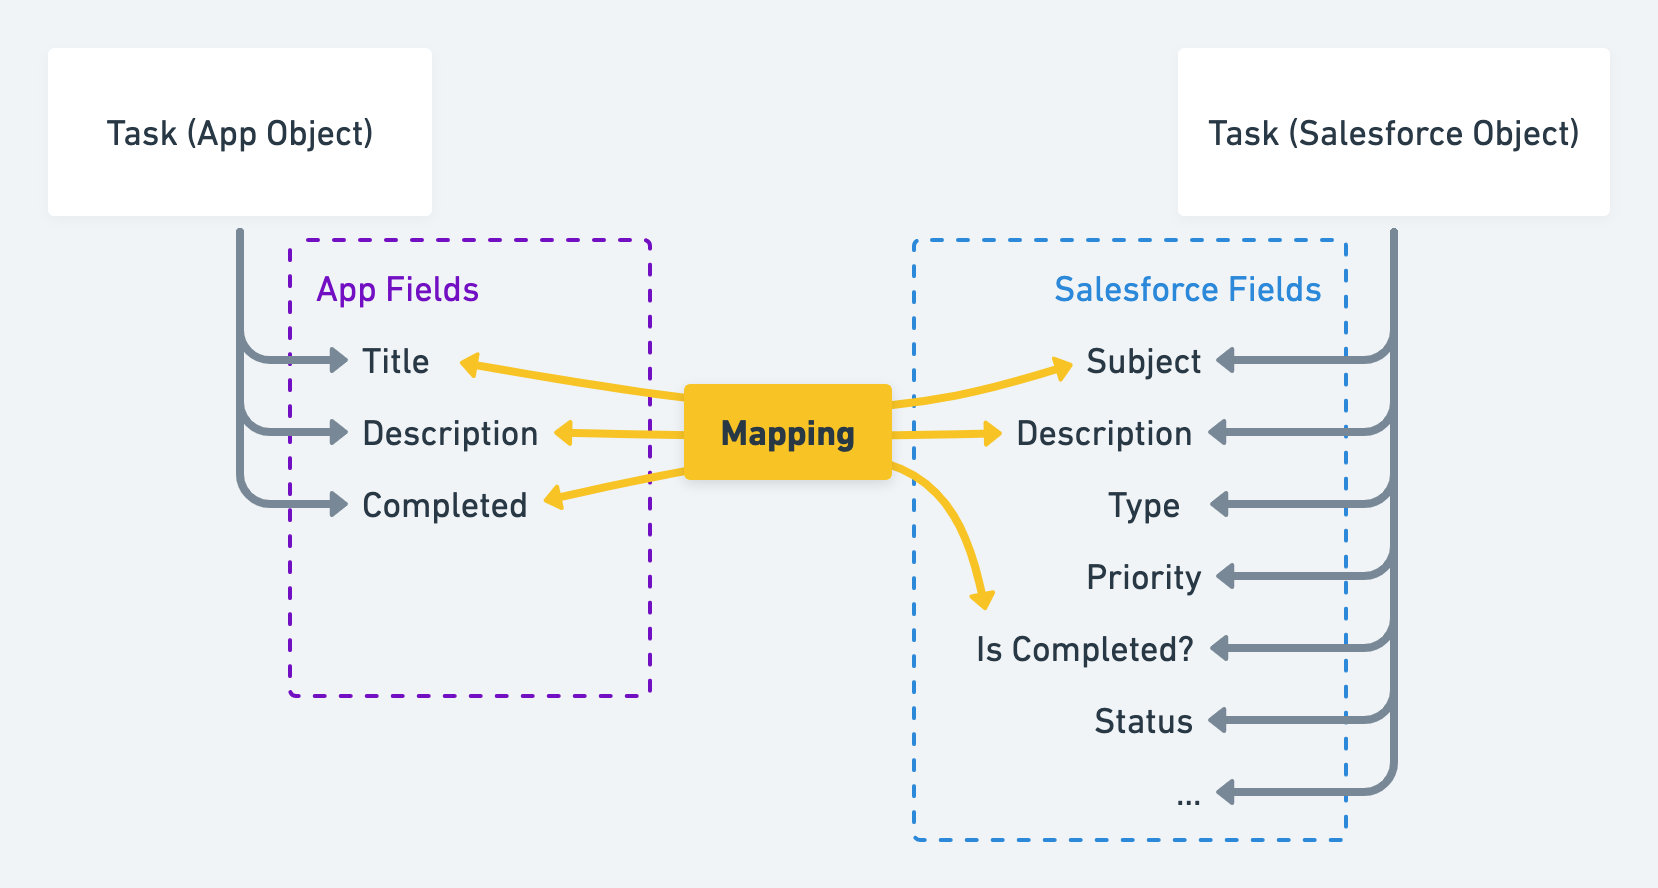 Task (App Object)
Task (Salesforce Object)
App Fields
Title
Description
Completed
Mapping
Salesforce Fields
Subject
Description
Type
Priority
Is Completed?
Status
...